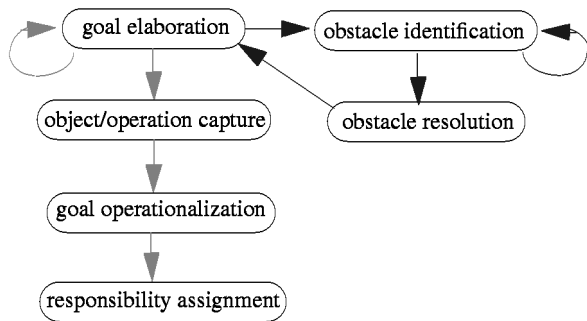 goal elaboration
obstacle identification
object/operation capture
obstacle resolution
goal operationalization
responsibility assignment